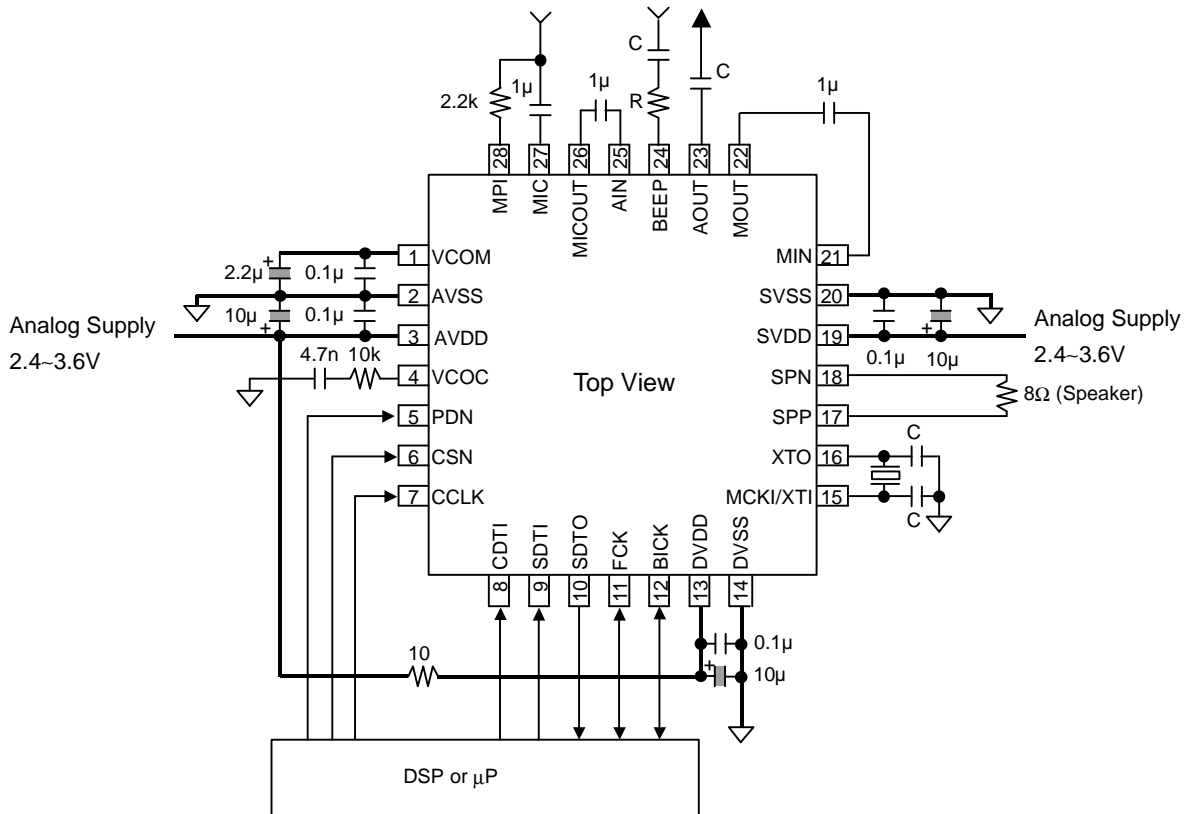 C
C
1µ
1µ
1µ
2.2k
R
28
27
26
25
24
23
22
MPI
MIC
MICOUT
AIN
BEEP
AOUT
MOUT
1
VCOM
MIN
21
2.2µ
+
0.1µ
2
AVSS
SVSS
20
10µ
+
0.1µ
Analog Supply
2.4~3.6V
3
AVDD
SVDD
19
+
0.1µ
10µ
Analog Supply
2.4~3.6V
4.7n
10k
4
VCOC
Top View
SPN
18
8Ω (Speaker)
5
PDN
SPP
17
6
CSN
XTO
16
C
7
CCLK
MCKI/XTI
15
C
CDTI
SDTI
SDTO
FCK
BICK
DVDD
DVSS
8
9
10
11
12
13
14
0.1µ
10
+
10µ
DSP or µP